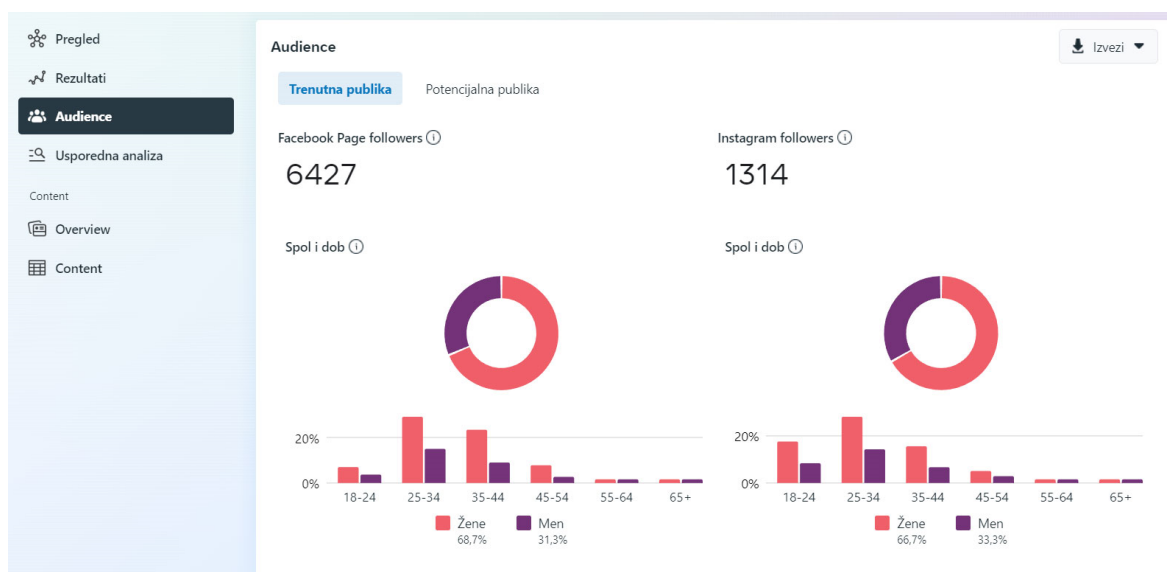 Pregled
Rezultati
Audience
Usporedna analiza
Content
Overview
Content
Audience
Izvezi
Trenutna publika
Potencijalna publika
Facebook Page followers
6427
Spol i dob
20%
0%
18-24 25-34 35-44 45-54 55-64 65+
Žene Men
68,7% 31,3%
Instagram followers
1314
Spol i dob
20%
0%
18-24 25-34 35-44 45-54 55-64 65+
Žene Men
66,7% 33,3%